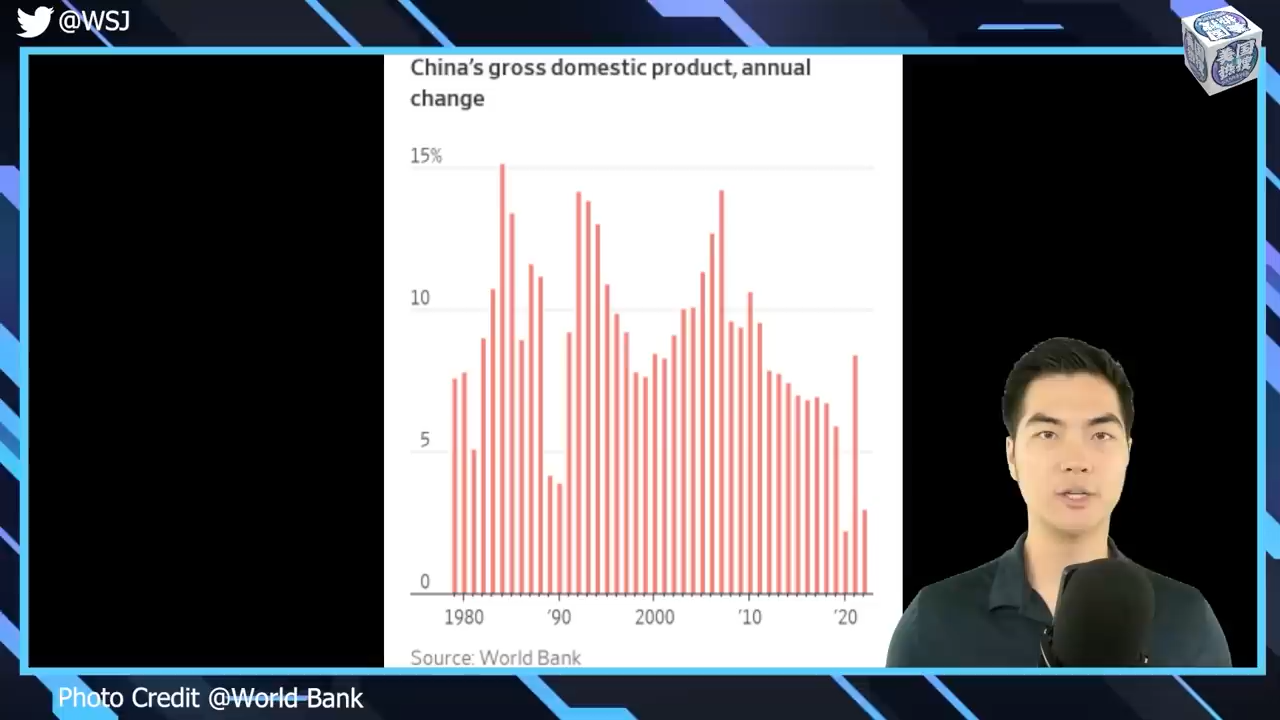 @WSJ
China's gross domestic product, annual
change
15%
10
5
0
1980 '90 2000 '10 '20
Source: World Bank
Photo Credit @World Bank